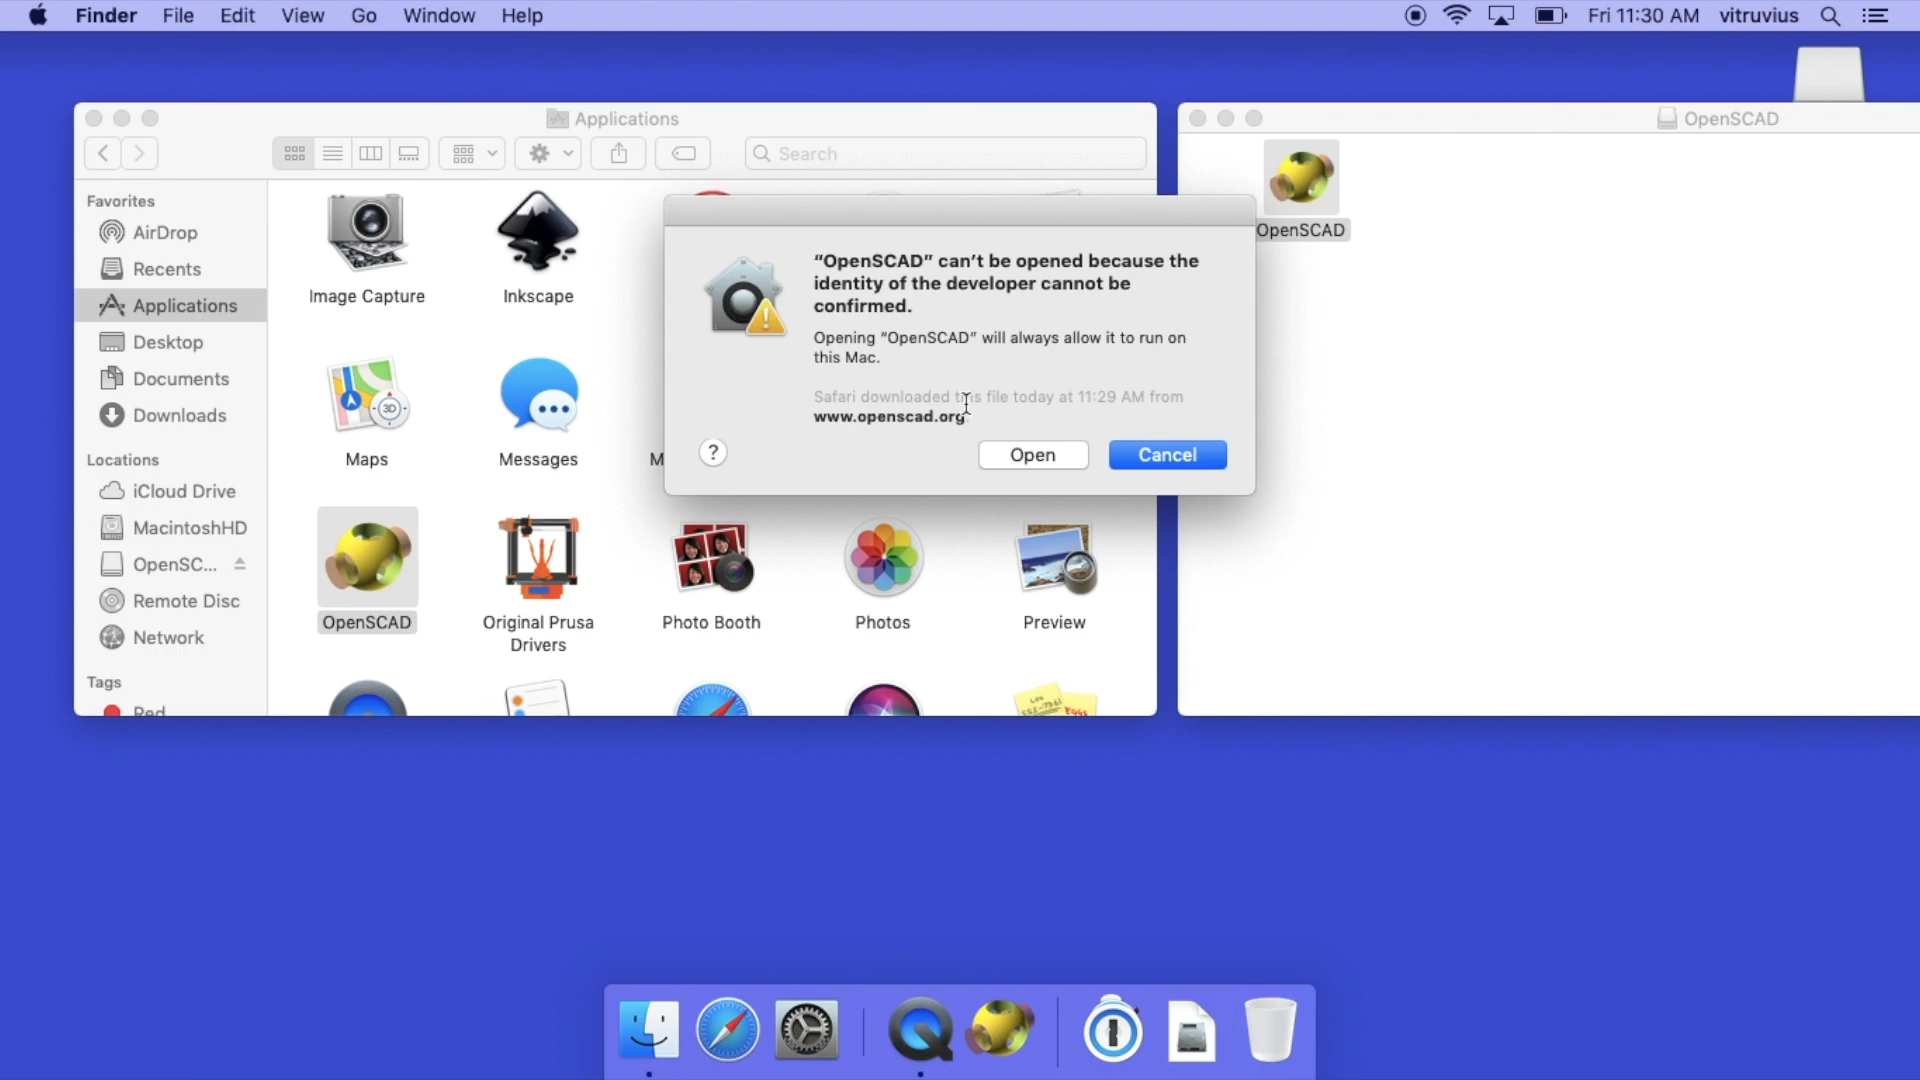 Finder File Edit View Go Window Help
Fri 11:30 AM vitruvius
Applications
Search
Favorites
AirDrop
Recents
Applications
Desktop
Documents
Downloads
Locations
iCloud Drive
MacintoshHD
OpenSC...
Remote Disc
Network
Tags
Red
Image Capture
Inkscape
Maps
3D
Messages
M
OpenSCAD
Original Prusa
Drivers
Photo Booth
Photos
Preview
OpenSCAD
OpenSCAD
“OpenSCAD” can’t be opened because the
identity of the developer cannot be
confirmed.
Opening “OpenSCAD” will always allow it to run on
this Mac.
Safari downloaded this file today at 11:29 AM from
www.openscad.org
?
Open
Cancel